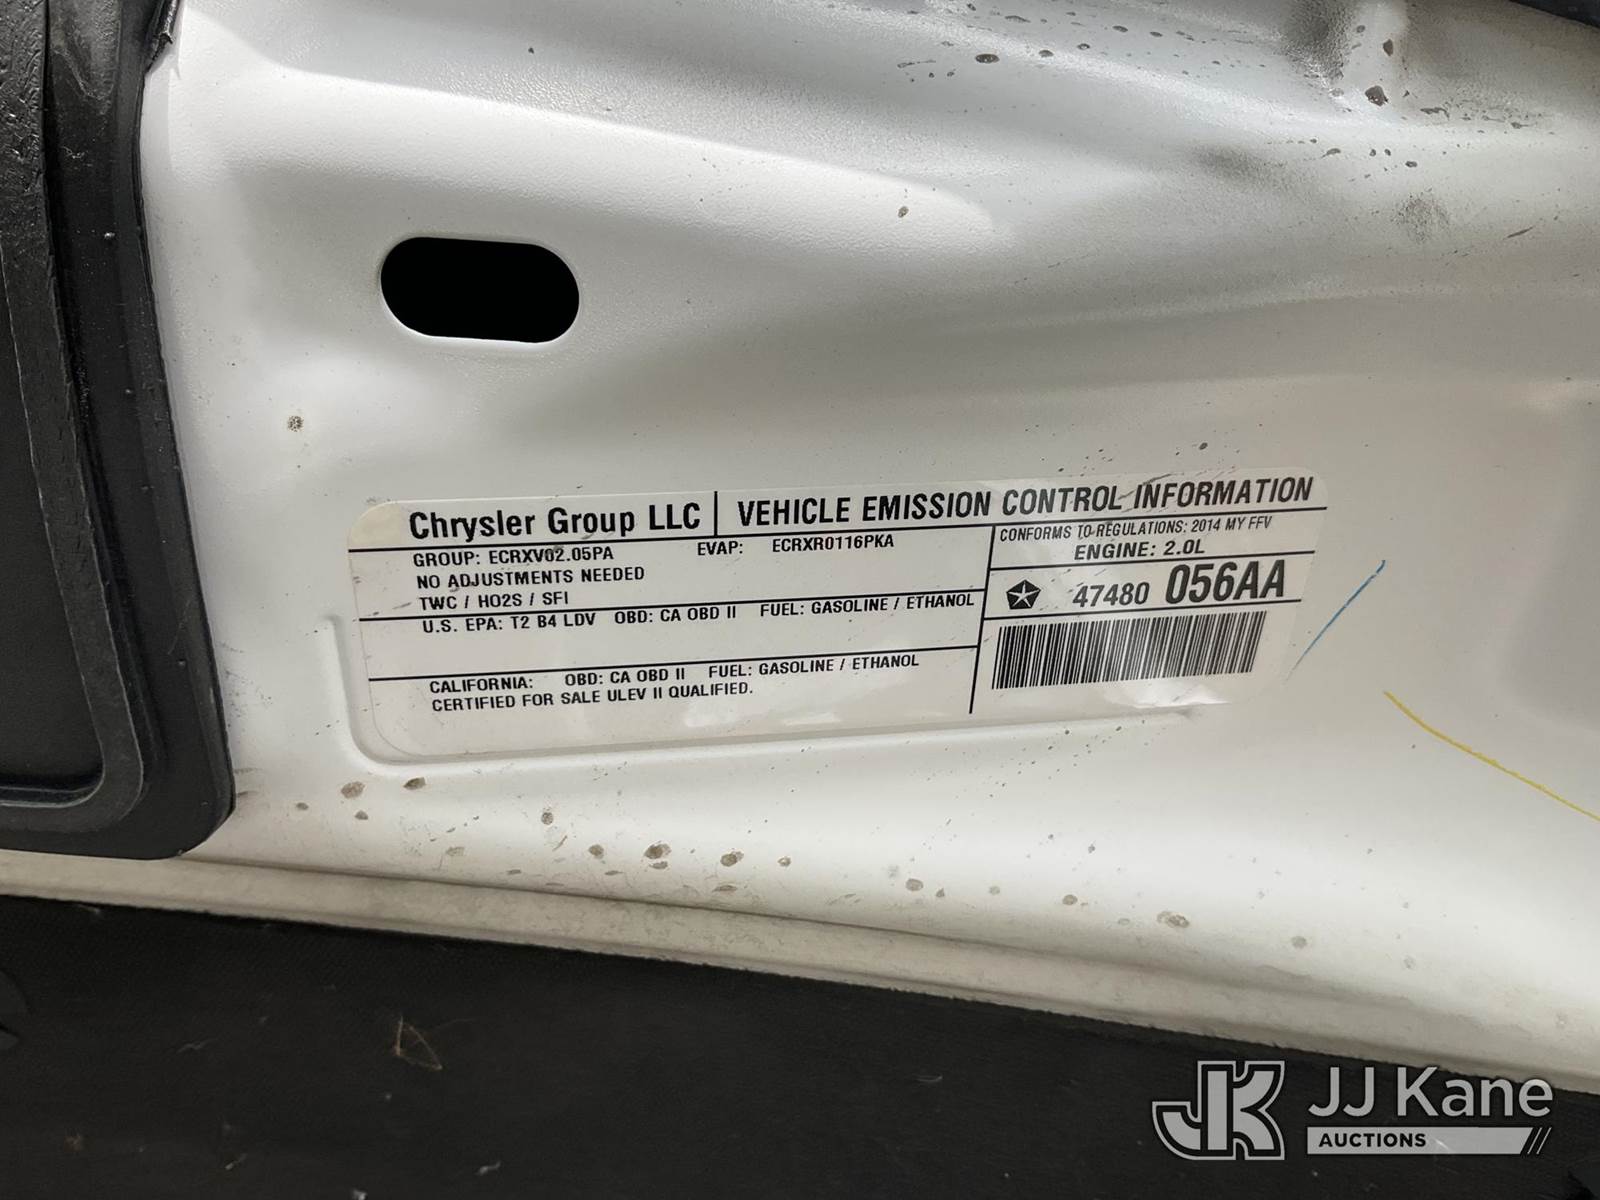 Chrysler Group LLC VEHICLE EMISSION CONTROL INFORMATION
GROUP: ECRXV02.05PA EVAP: ECRXR0116PKA
NO ADJUSTMENTS NEEDED
TWC / HO2S / SFI
U.S. EPA: T2 B4 LDV OBD: CA OBD II FUEL: GASOLINE / ETHANOL
CALIFORNIA: OBD: CA OBD II FUEL: GASOLINE / ETHANOL
CERTIFIED FOR SALE ULEV II QUALIFIED.
CONFORMS TO REGULATIONS: 2014 MY FFV
ENGINE: 2.0L
47480 056AA
JK JJ Kane
AUCTIONS